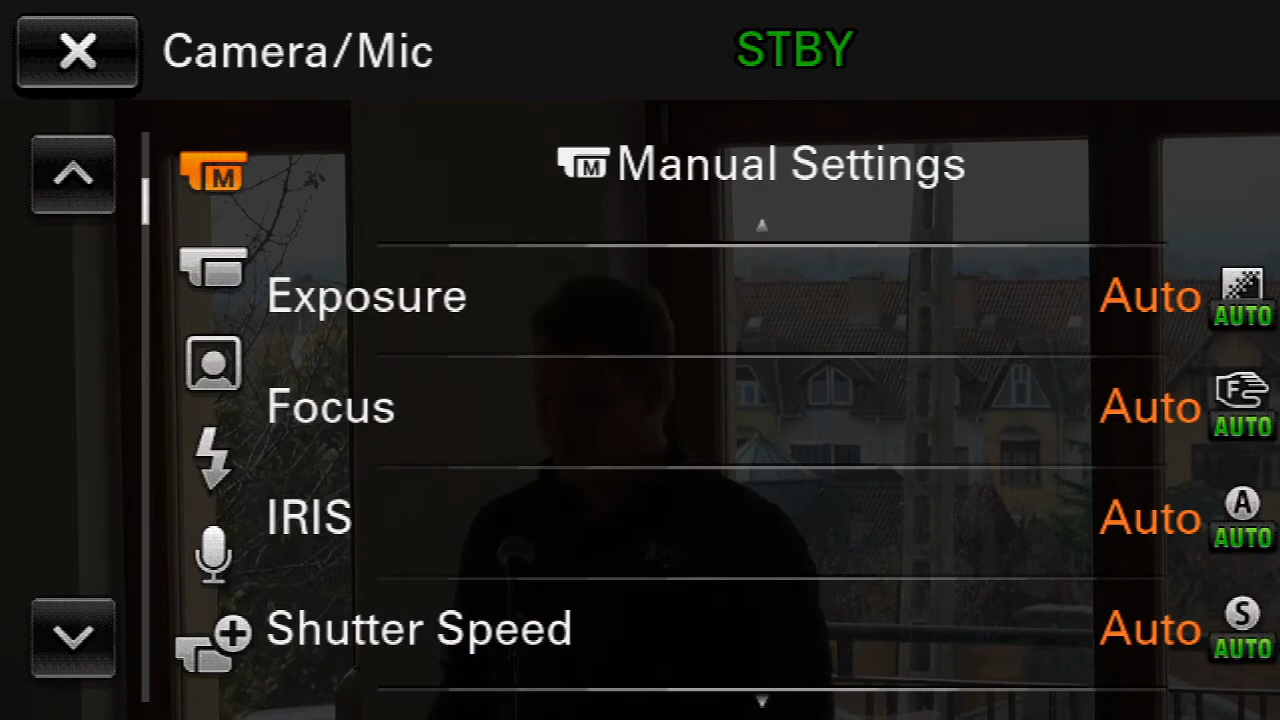 Camera/Mic STBY
M Manual Settings
M
Exposure Auto AUTO
Focus Auto F AUTO
IRIS Auto A AUTO
Shutter Speed Auto S AUTO